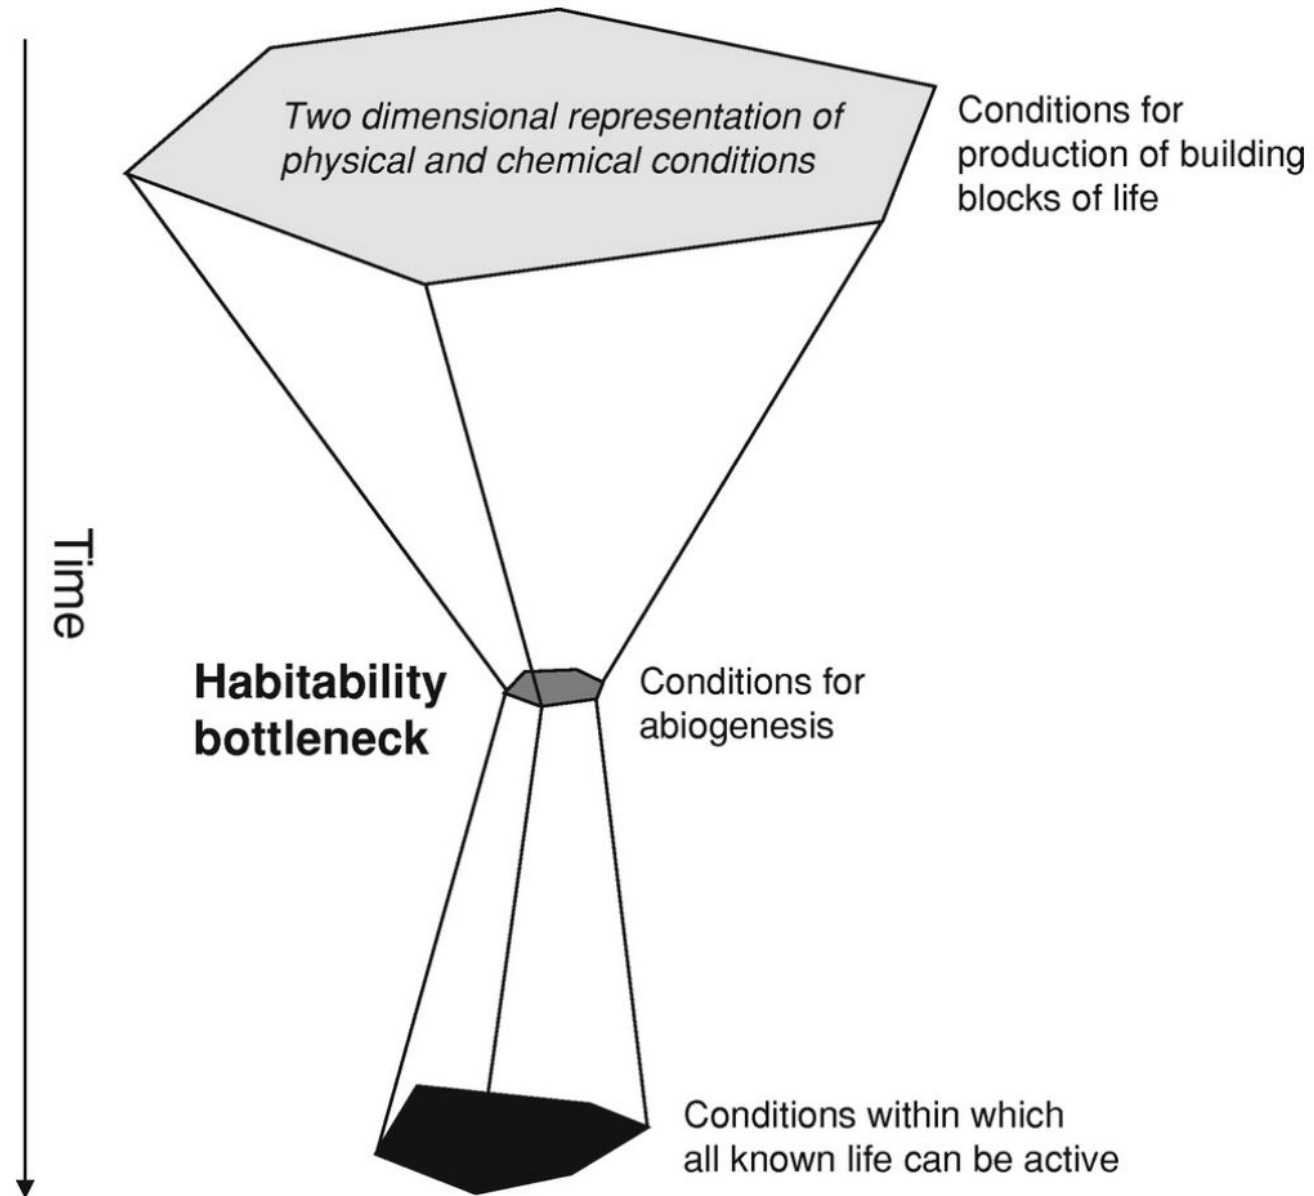 Two dimensional representation of
physical and chemical conditions
Conditions for
production of building
blocks of life
Time
Habitability
bottleneck
Conditions for
abiogenesis
Conditions within which
all known life can be active